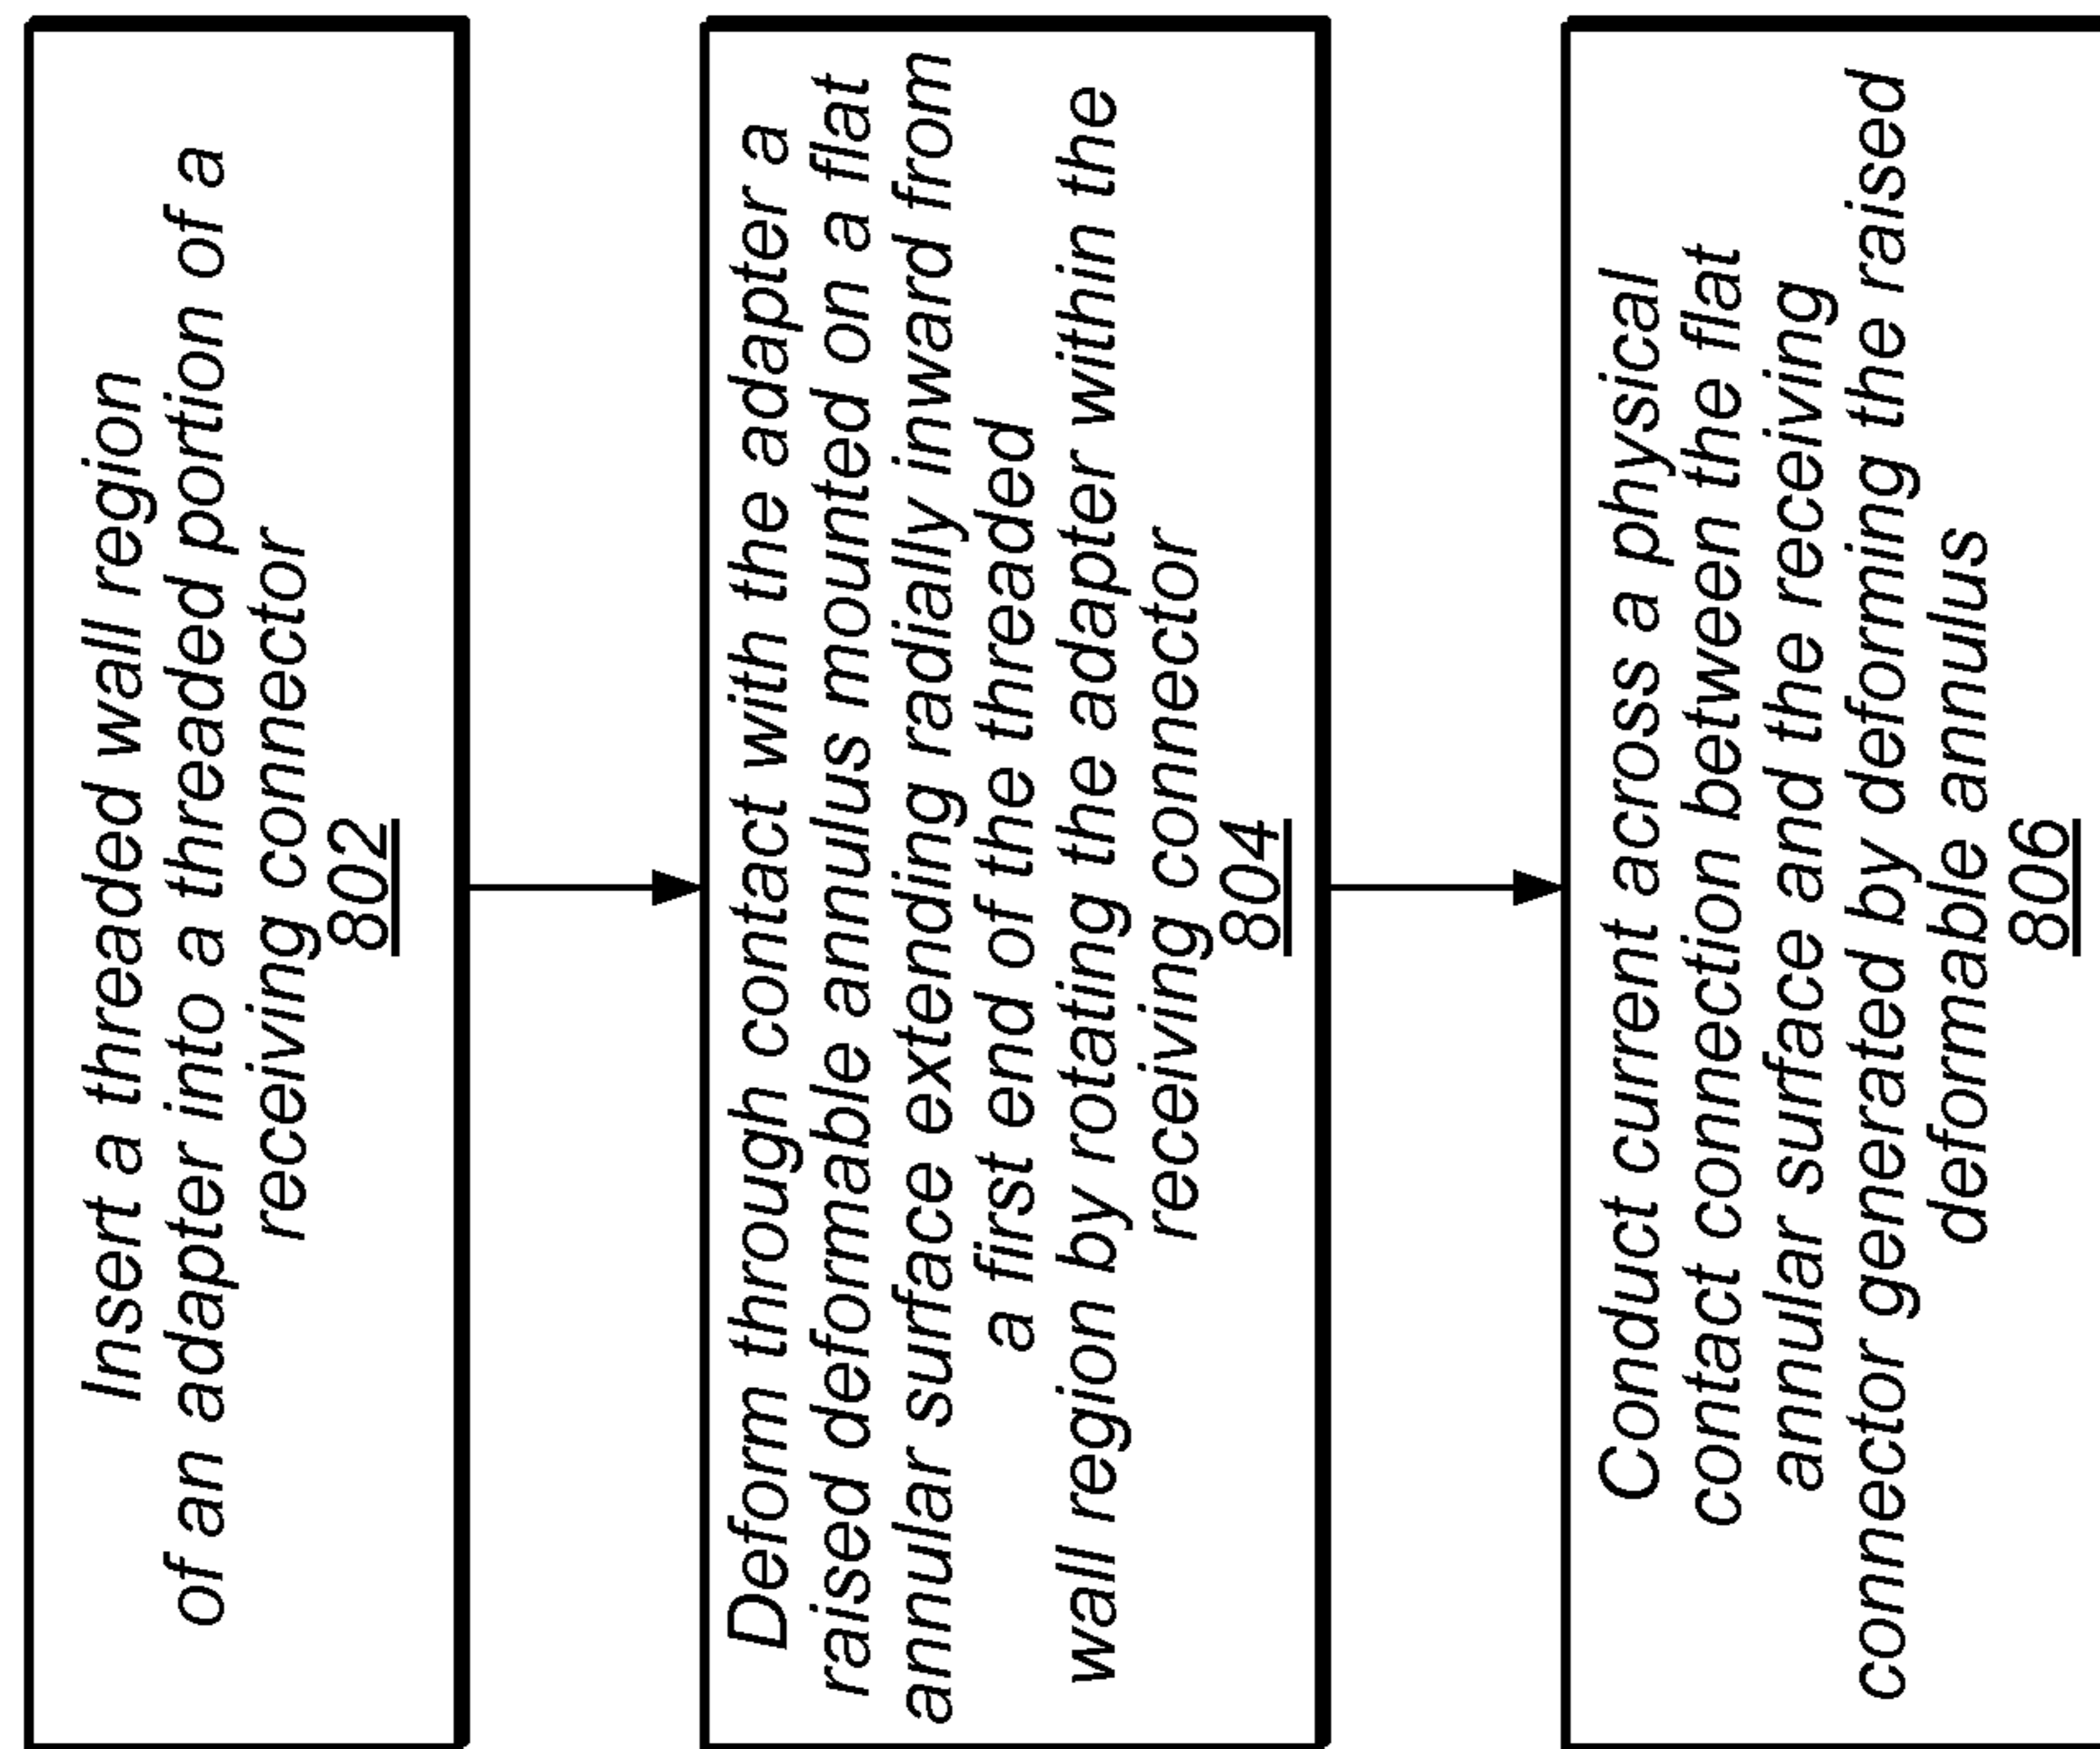 Insert a threaded wall region
of an adapter into a threaded portion of a
receiving connector
802
Deform through contact with the adapter a
raised deformable annulus mounted on a flat
annular surface extending radially inward from
a first end of the threaded
wall region by rotating the adapter within the
receiving connector
804
Conduct current across a physical
contact connection between the flat
annular surface and the receiving
connector generated by deforming the raised
deformable annulus
806